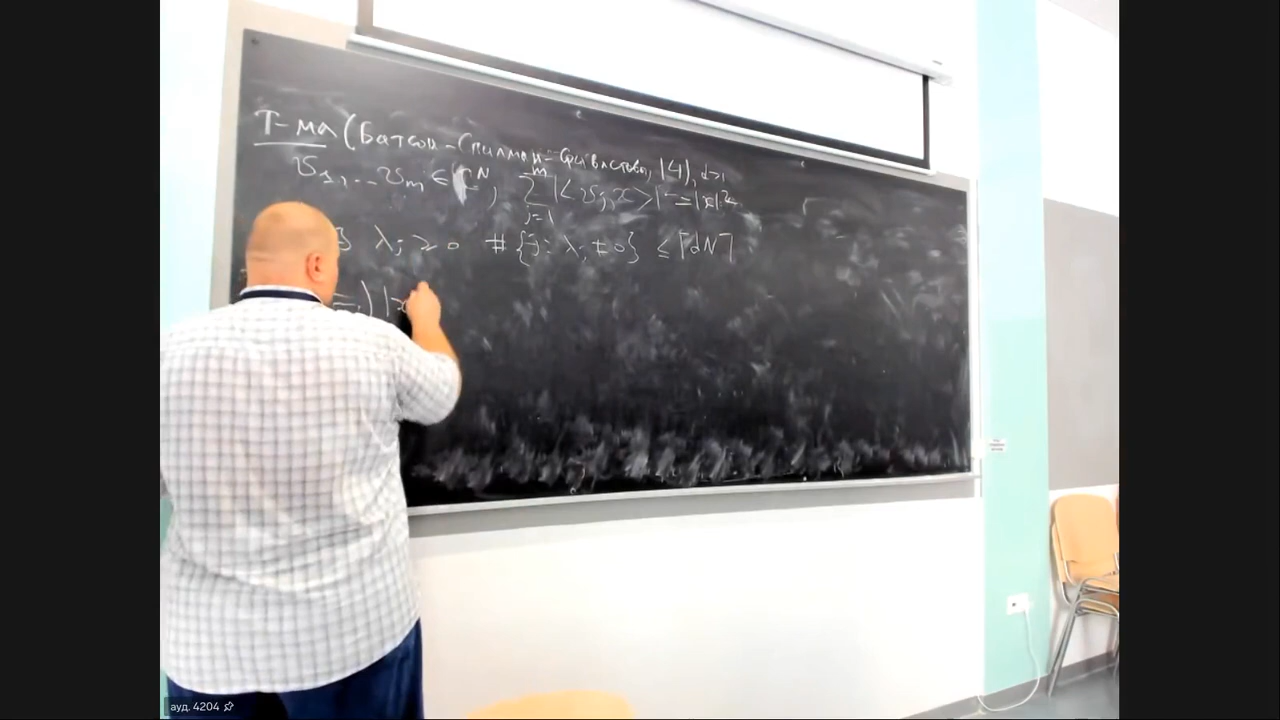 Т-ма (Батсон-Спилман-Сривастава, 14), d>1
v₁,...vₘ ∈ ℂᴺ, ∑ⱼ₌₁ᵐ |<vⱼ,x>|²=|x|²
∃ λⱼ ≥ 0 #{j: λⱼ ≠ 0} ≤ ⌈dN⌉
ауд. 4204